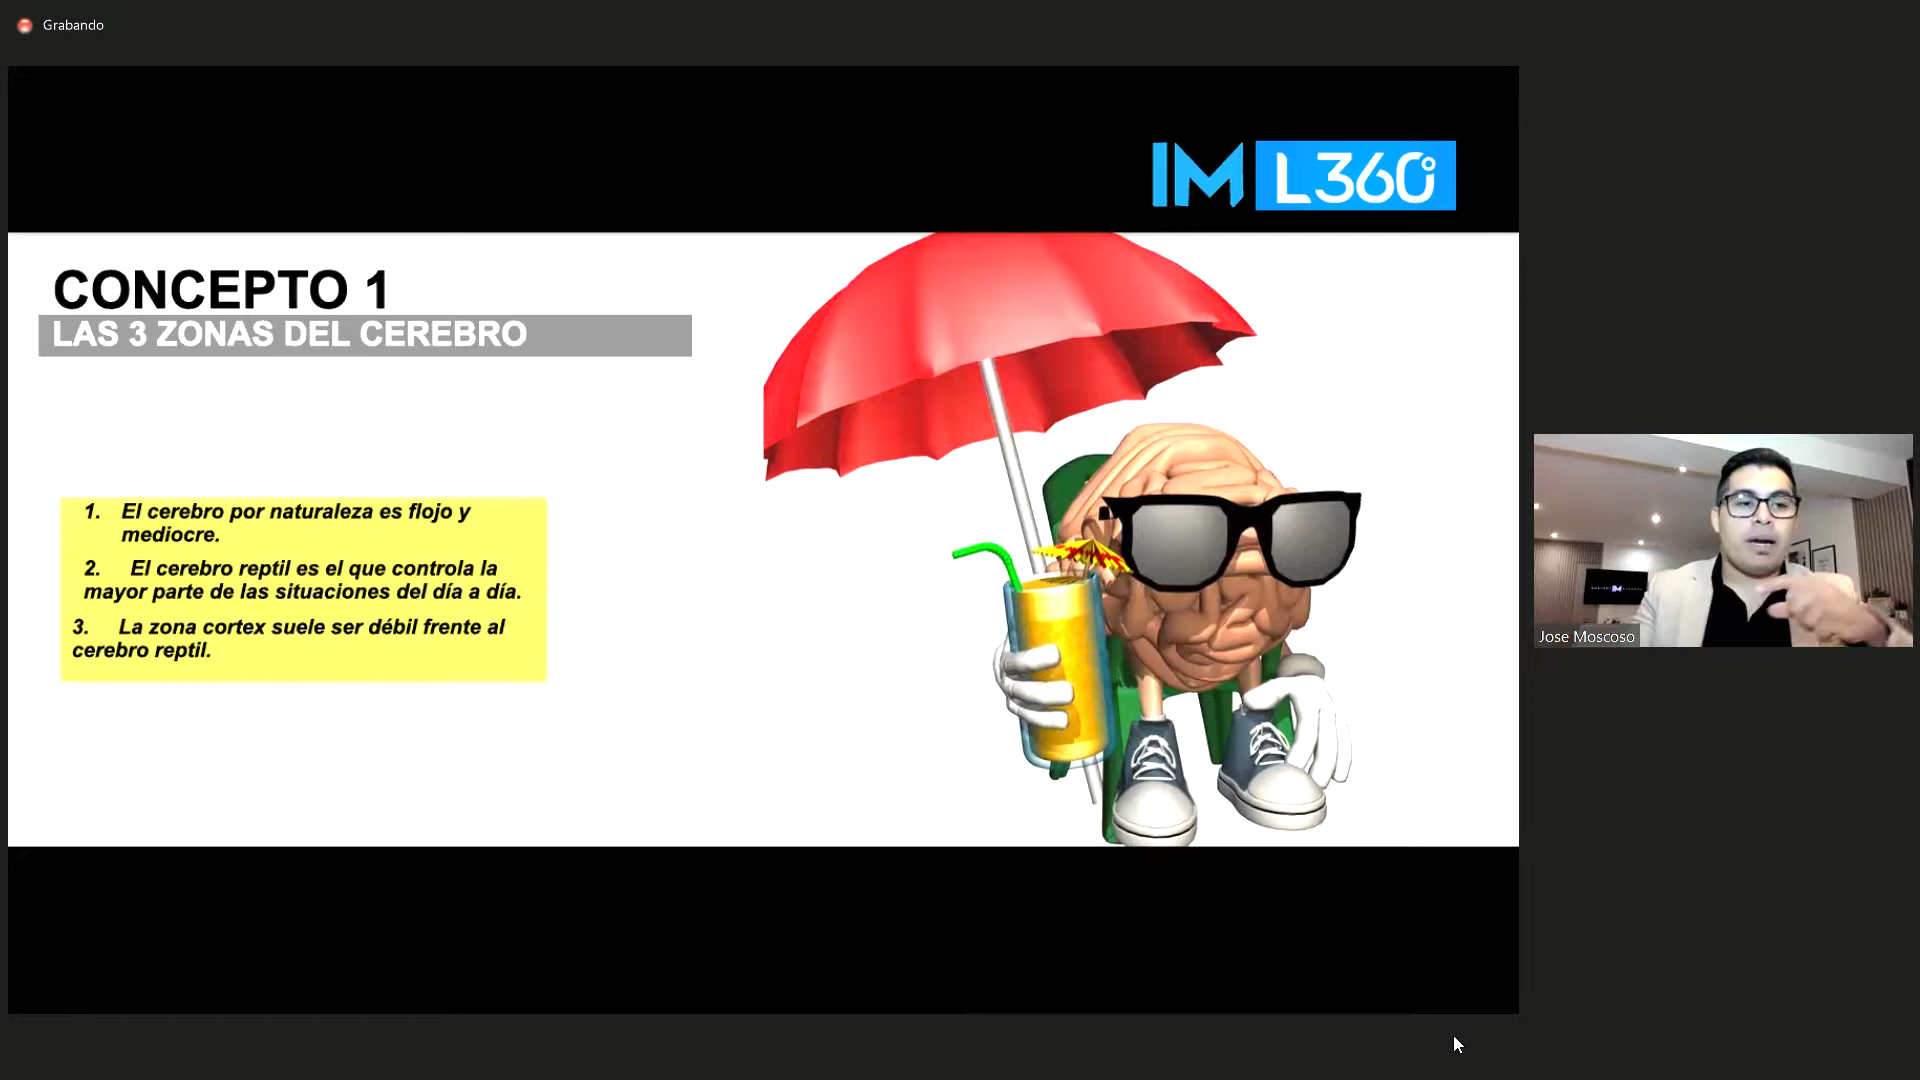 Grabando
IM L360°
CONCEPTO 1
LAS 3 ZONAS DEL CEREBRO
1. El cerebro por naturaleza es flojo y
mediocre.
2. El cerebro reptil es el que controla la
mayor parte de las situaciones del día a día.
3. La zona cortex suele ser débil frente al
cerebro reptil.
Jose Moscoso